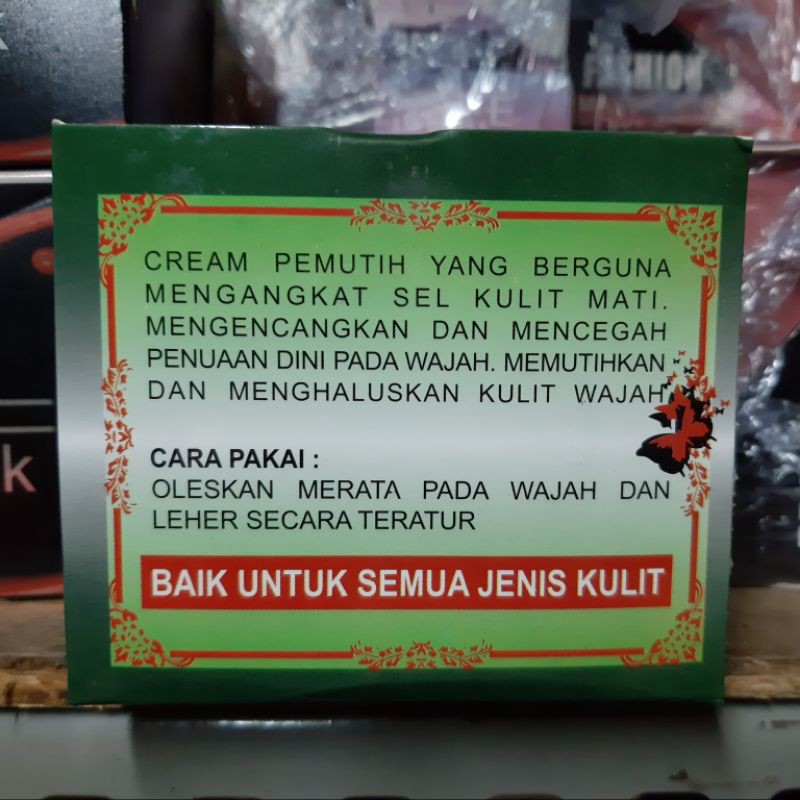 FASHION
CREAM PEMUTIH YANG BERGUNA
MENGANGKAT SEL KULIT MATI.
MENGENCANGKAN DAN MENCEGAH
PENUAAN DINI PADA WAJAH. MEMUTIHKAN
DAN MENGHALUSKAN KULIT WAJAH
CARA PAKAI :
OLESKAN MERATA PADA WAJAH DAN
LEHER SECARA TERATUR
BAIK UNTUK SEMUA JENIS KULIT